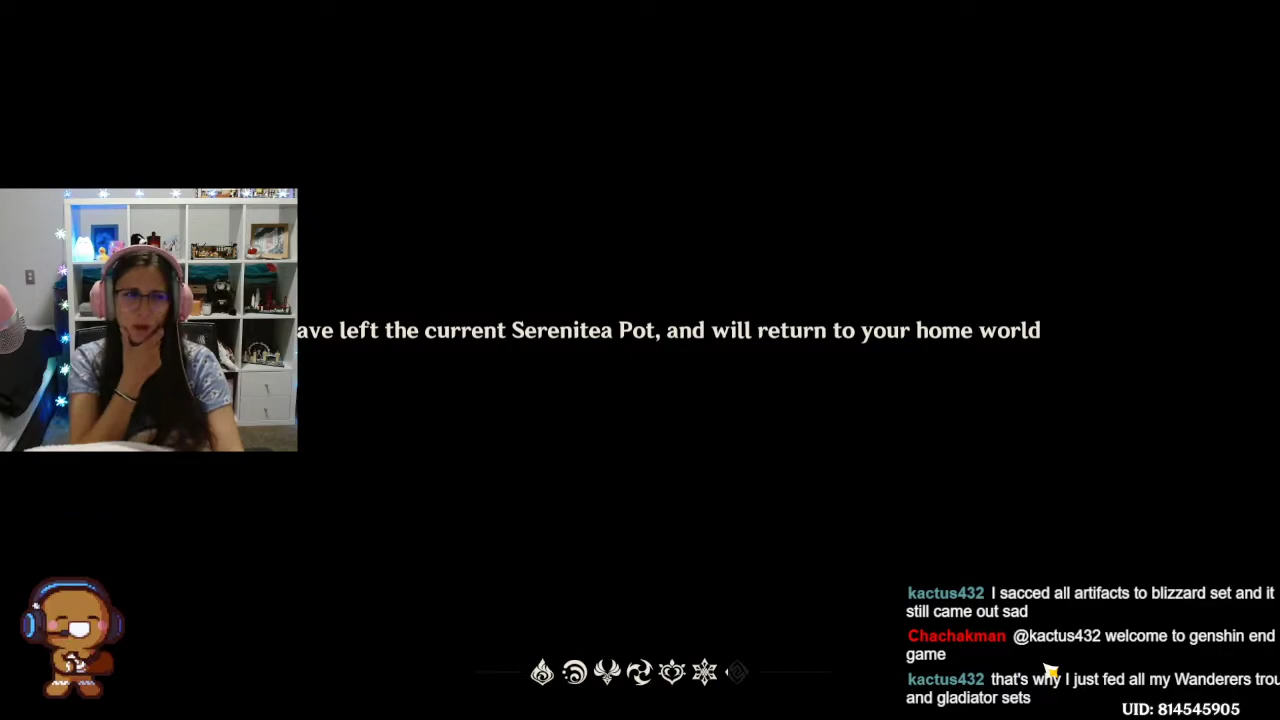 ave left the current Serenitea Pot, and will return to your home world
kactus432 I sacced all artifacts to blizzard set and it
still came out sad
Chachakman @kactus432 welcome to genshin end
game
kactus432 that's why I just fed all my Wanderers trou
and gladiator sets
UID: 814545905